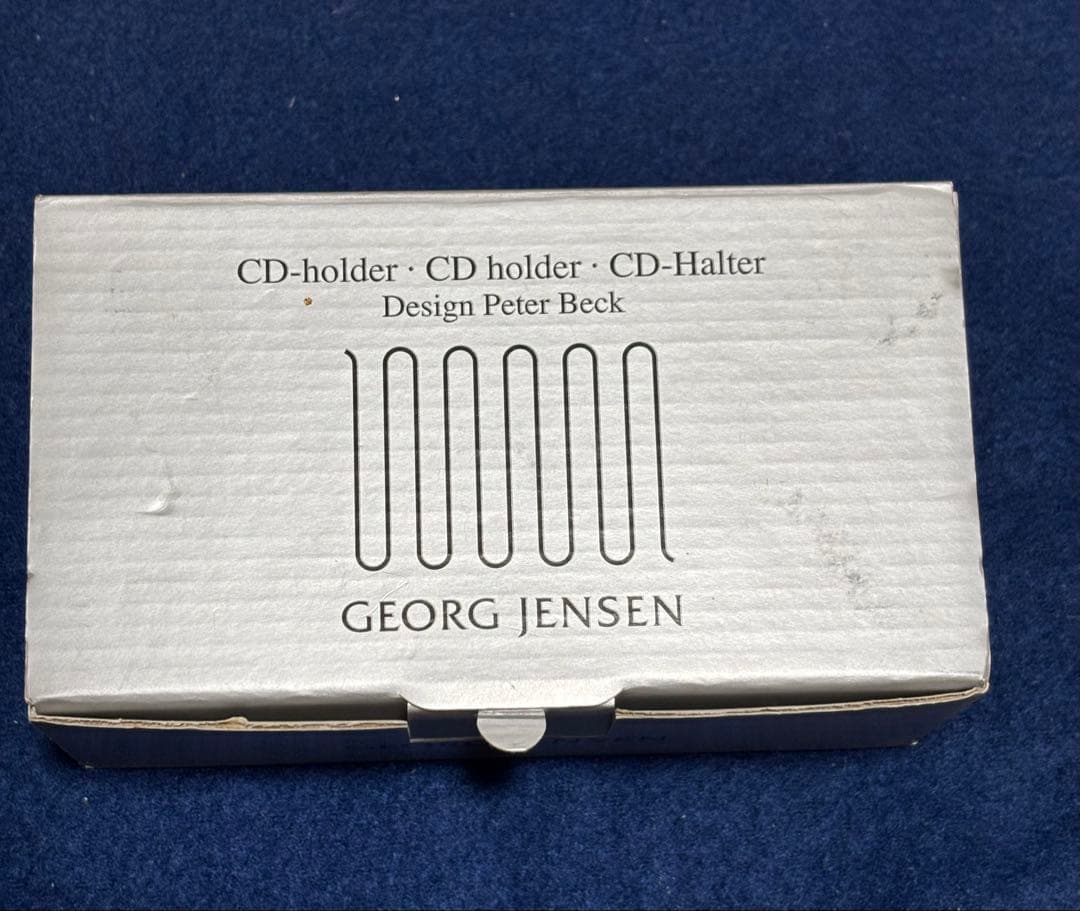 CD-holder · CD holder · CD-Halter
Design Peter Beck
GEORG JENSEN